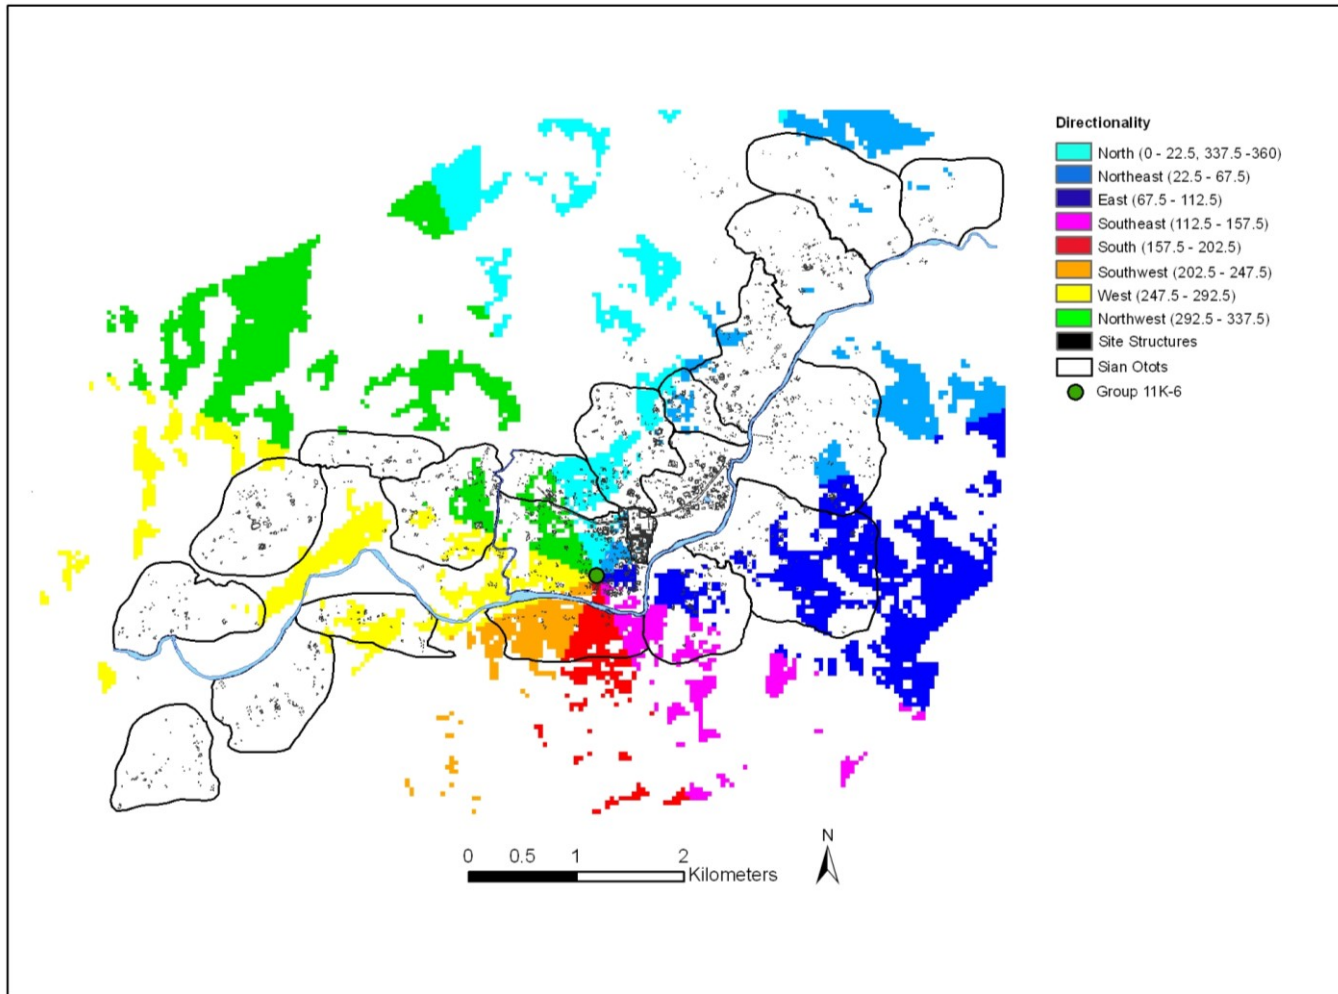 Directionality
North (0 - 22.5, 337.5 -360)
Northeast (22.5 - 67.5)
East (67.5 - 112.5)
Southeast (112.5 - 157.5)
South (157.5 - 202.5)
Southwest (202.5 - 247.5)
West (247.5 - 292.5)
Northwest (292.5 - 337.5)
Site Structures
Sian Otots
Group 11K-6
N
0 0.5 1 2
Kilometers